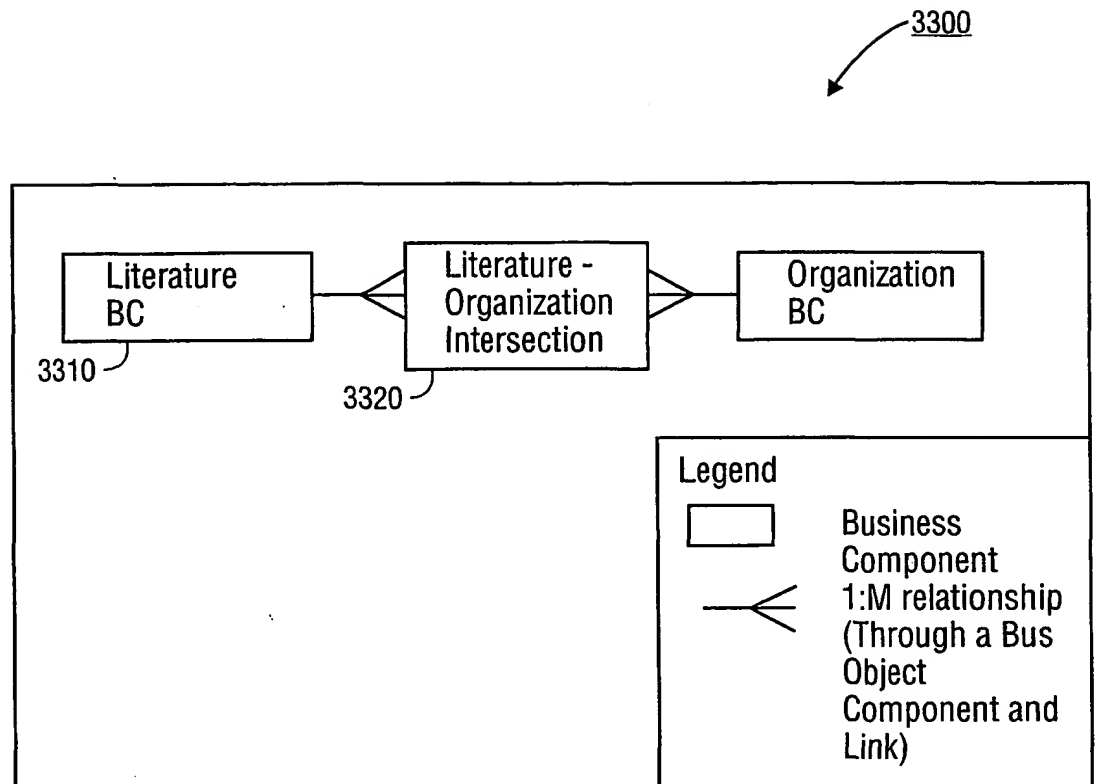 3300
Literature
BC
3310
Literature -
Organization
Intersection
3320
Organization
BC
Legend
Business
Component
1:M relationship
(Through a Bus
Object
Component and
Link)